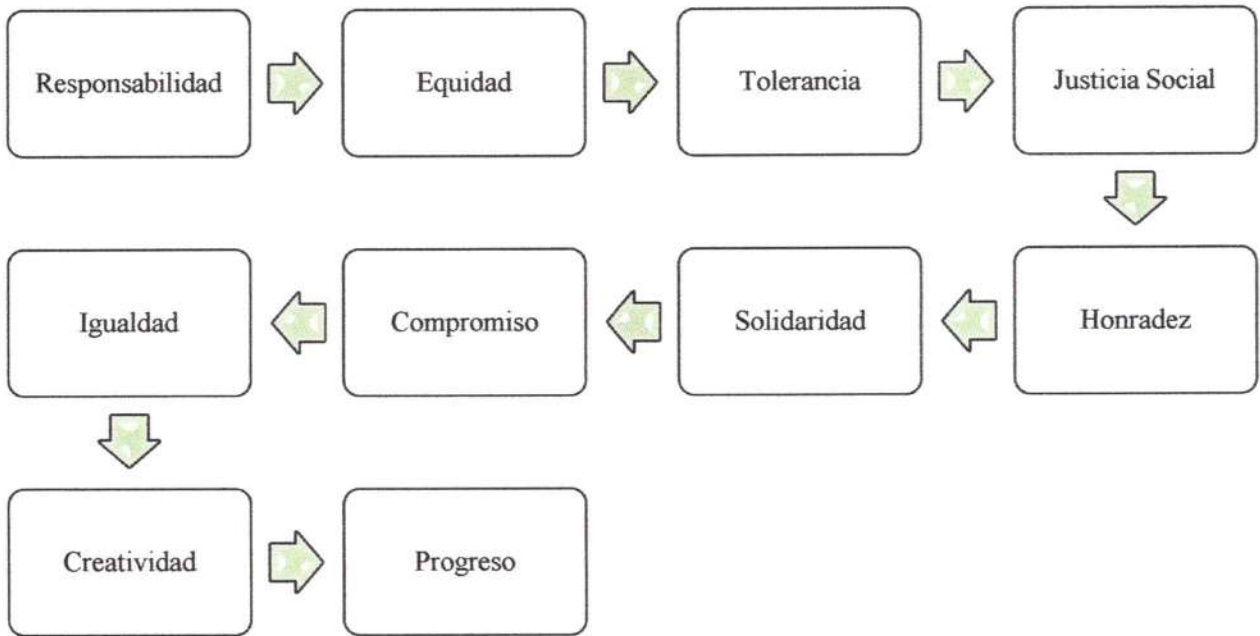 Responsabilidad
Equidad
Tolerancia
Justicia Social
Honradez
Solidaridad
Compromiso
Igualdad
Creatividad
Progreso